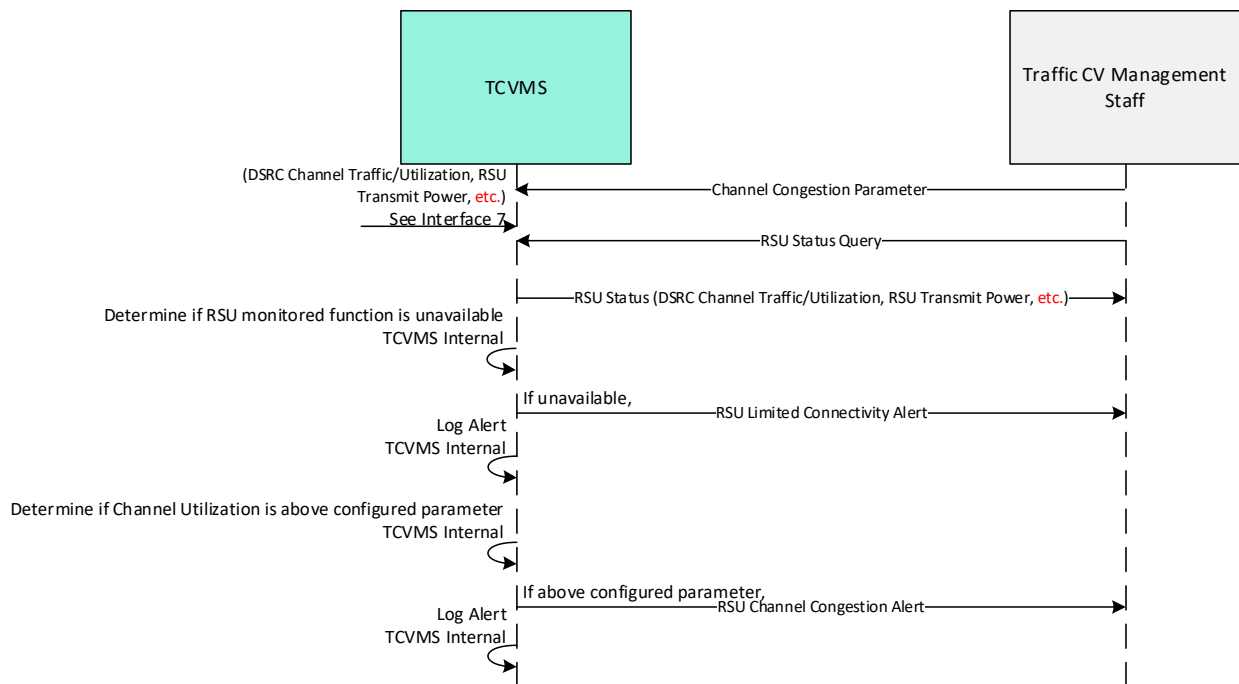 TCVMS
Traffic CV Management
Staff
(DSRC Channel Traffic/Utilization, RSU
Transmit Power, etc.)
See Interface 7
Channel Congestion Parameter
RSU Status Query
RSU Status (DSRC Channel Traffic/Utilization, RSU Transmit Power, etc.)
Determine if RSU monitored function is unavailable
TCVMS Internal
If unavailable,
RSU Limited Connectivity Alert
Log Alert
TCVMS Internal
Determine if Channel Utilization is above configured parameter
TCVMS Internal
If above configured parameter,
RSU Channel Congestion Alert
Log Alert
TCVMS Internal